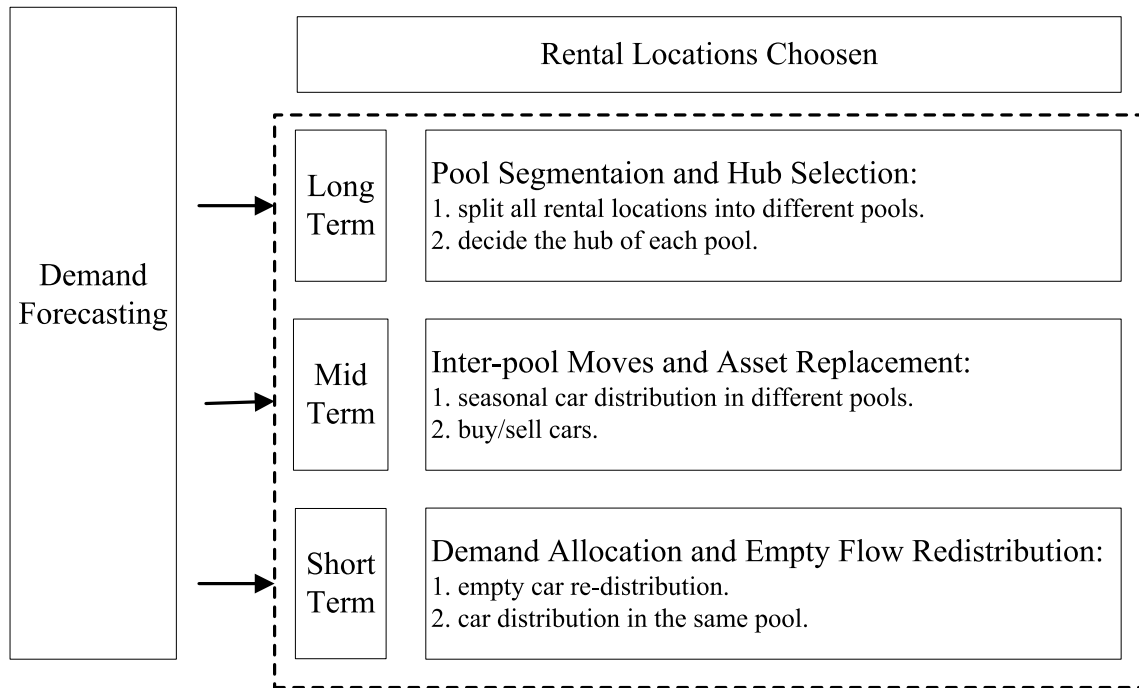 Rental Locations Choosen
Demand
Forecasting
Long
Term
Pool Segmentaion and Hub Selection:
1. split all rental locations into different pools.
2. decide the hub of each pool.
Mid
Term
Inter-pool Moves and Asset Replacement:
1. seasonal car distribution in different pools.
2. buy/sell cars.
Short
Term
Demand Allocation and Empty Flow Redistribution:
1. empty car re-distribution.
2. car distribution in the same pool.